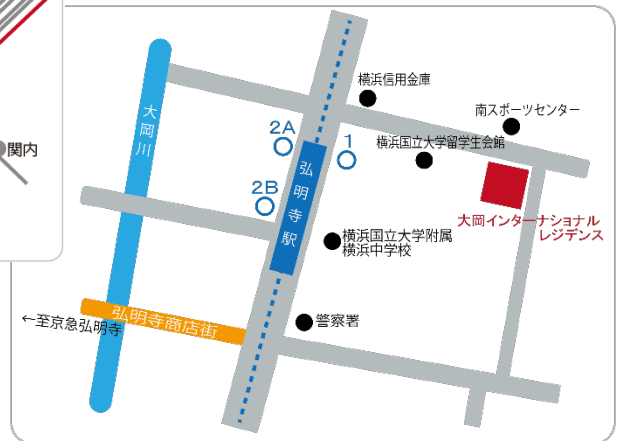 関内
横浜信用金庫
南スポーツセンター
大岡川
2A
1
横浜国立大学留学生会館
弘明寺駅
2B
大岡インターナショナル
レジデンス
横浜国立大学附属
横浜中学校
弘明寺商店街
←至京急弘明寺
警察署